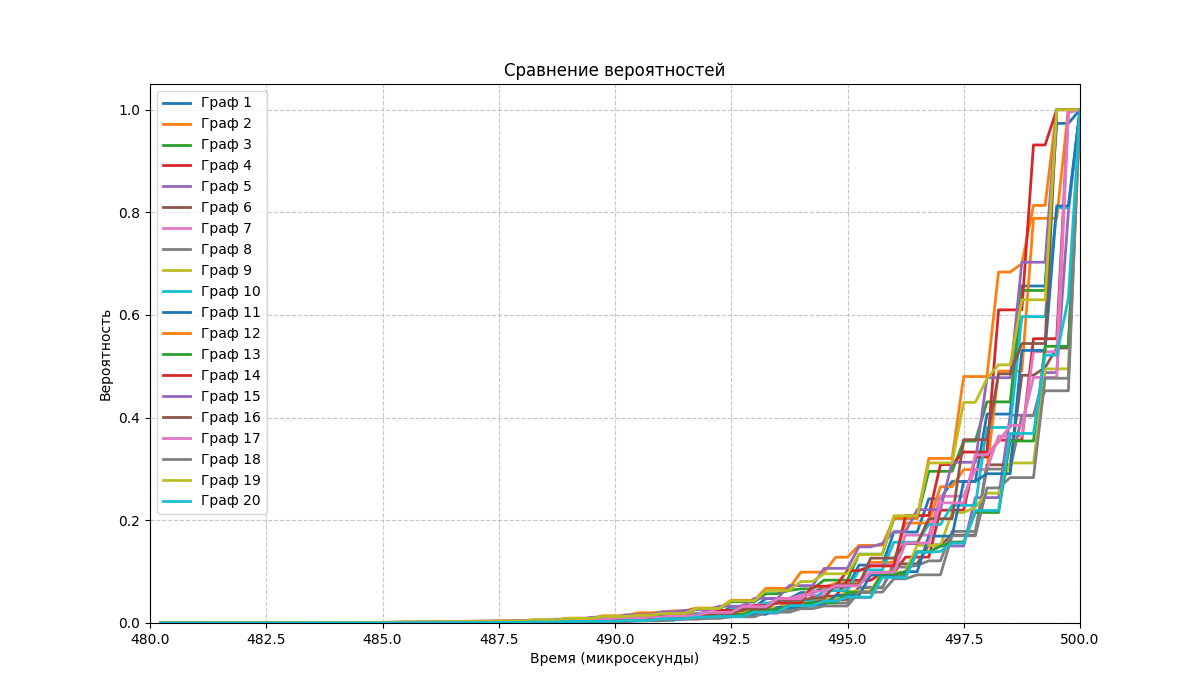 Сравнение вероятностей
1.0
0.8
0.6
0.4
0.2
0.0
Вероятность
Граф 1
Граф 2
Граф 3
Граф 4
Граф 5
Граф 6
Граф 7
Граф 8
Граф 9
Граф 10
Граф 11
Граф 12
Граф 13
Граф 14
Граф 15
Граф 16
Граф 17
Граф 18
Граф 19
Граф 20
480.0 482.5 485.0 487.5 490.0 492.5 495.0 497.5 500.0
Время (микросекунды)